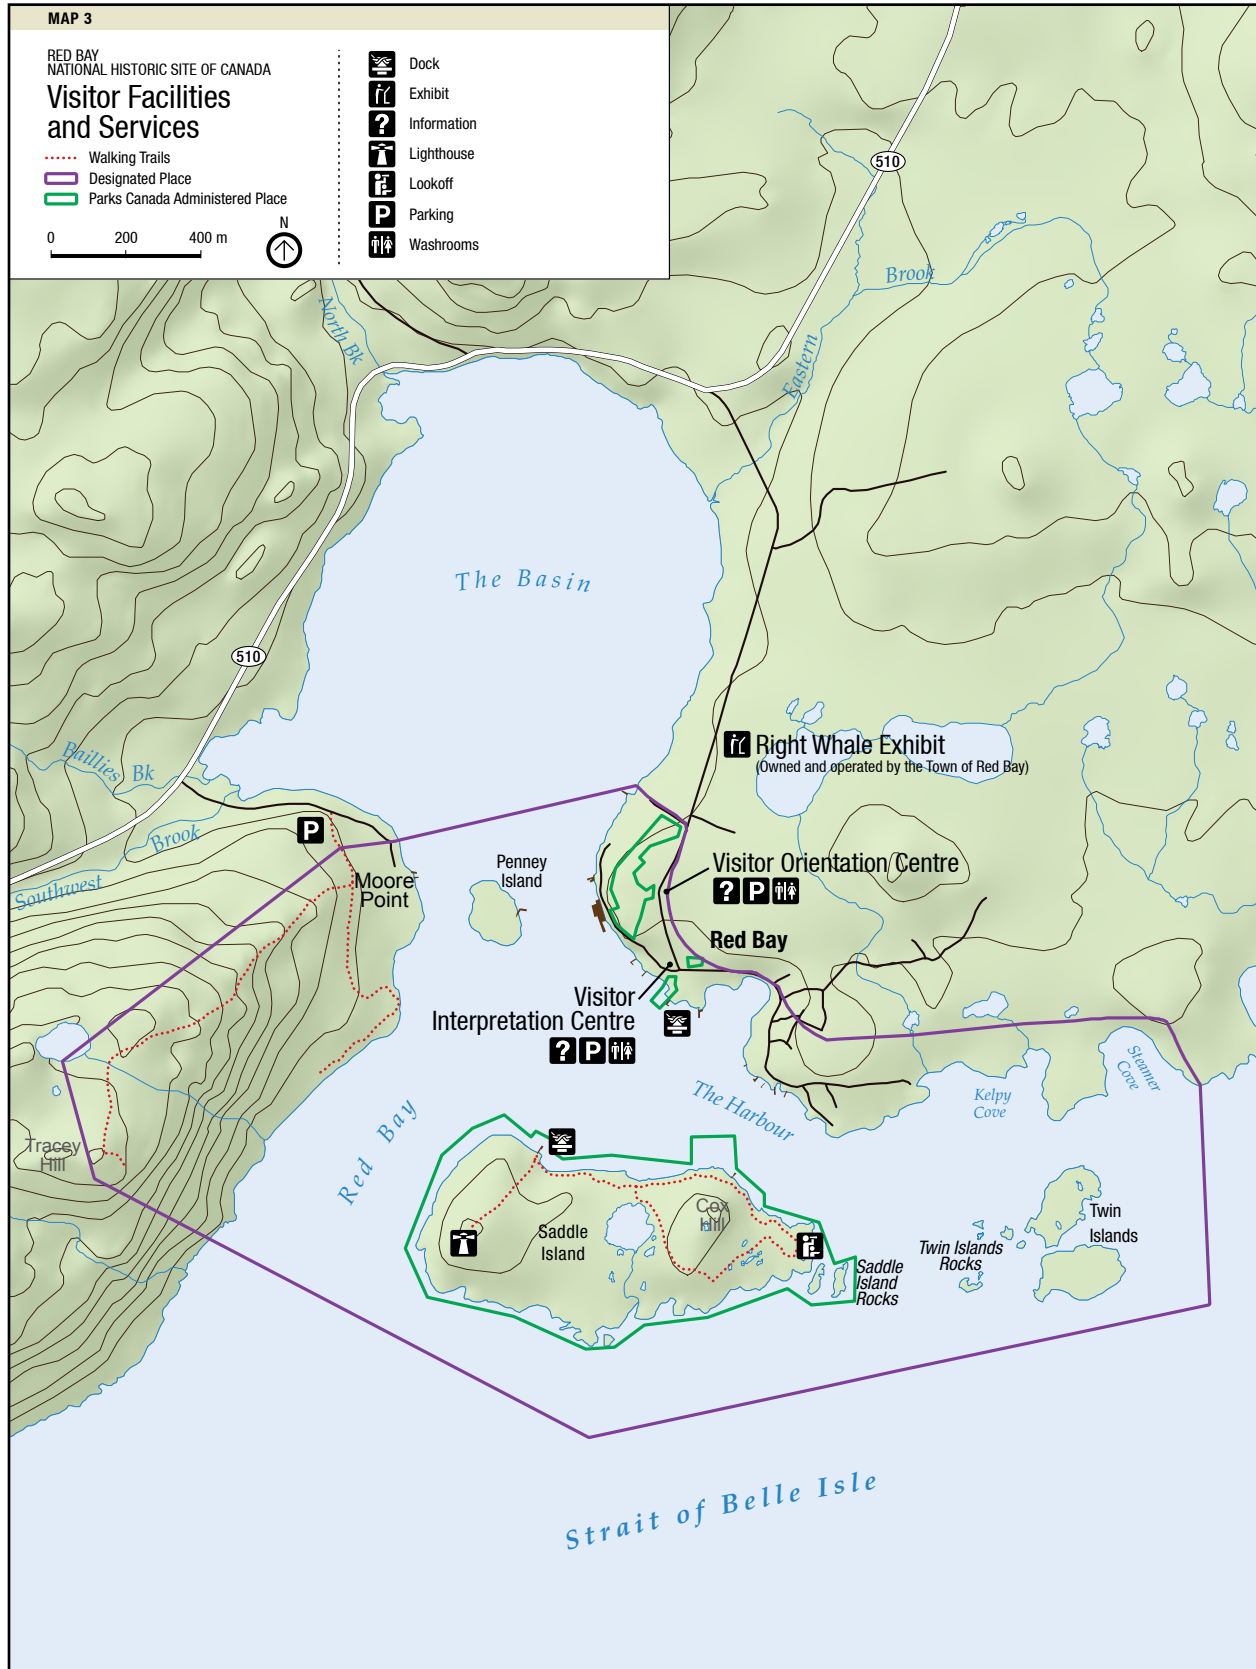 MAP 3
RED BAY
NATIONAL HISTORIC SITE OF CANADA
Visitor Facilities
and Services
Walking Trails
Designated Place
Parks Canada Administered Place
0 200 400 m
N
Dock
Exhibit
? Information
Lighthouse
Lookoff
P Parking
Washrooms
510
Brook
North Bk
Eastern
The Basin
510
Right Whale Exhibit
(Owned and operated by the Town of Red Bay)
Baillies Bk
P
Brook
Southwest
Moore
Point
Penney
Island
Visitor Orientation Centre
? P
Red Bay
Visitor
Interpretation Centre
? P
The Harbour
Kelpy
Cove
Steamer
Cove
Red Bay
Tracey
Hill
Saddle
Island
Cox
Hill
Twin
Islands
Twin Islands
Rocks
Saddle
Island
Rocks
Strait of Belle Isle